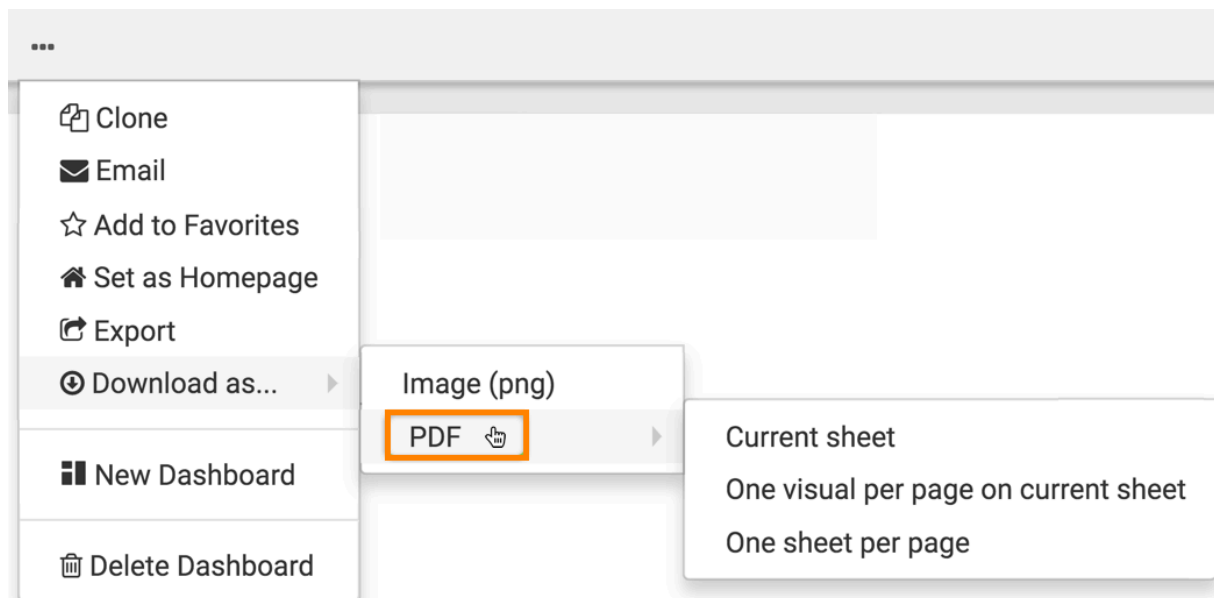 Clone
Email
Add to Favorites
Set as Homepage
Export
Download as...
Image (png)
PDF
Current sheet
One visual per page on current sheet
One sheet per page
New Dashboard
Delete Dashboard